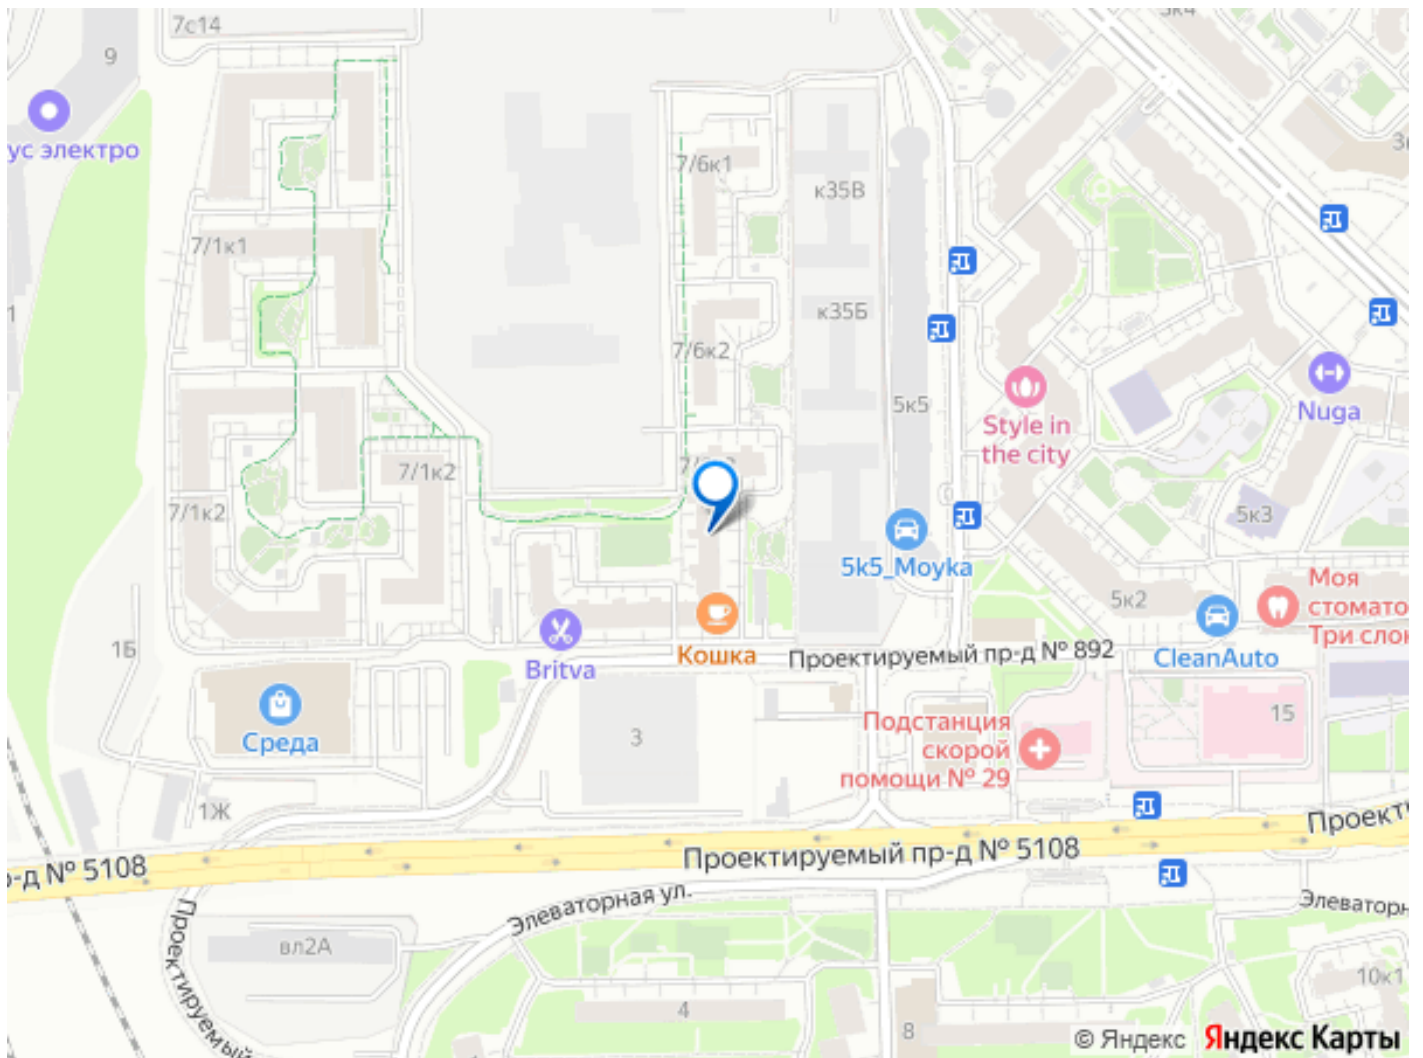 7с14
9
3к4
ус электро
7/6к1
к35В
7/1к1
к35Б
7/6к2
5к5
Nuga
Style in
the city
7/1к2
7/1к2
5к3
5k5_Moyka
Моя
стомато
Три слон
5к2
1Б
Britva
Кошка
Проектируемый пр-д № 892
CleanAuto
Среда
3
Подстанция
скорой
помощи № 29
15
1Ж
Проект
-д № 5108
Проектируемый пр-д № 5108
Элеваторная ул.
Элеваторн
Проектируемый
вл2А
4
8
10к1
© Яндекс Яндекс Карты